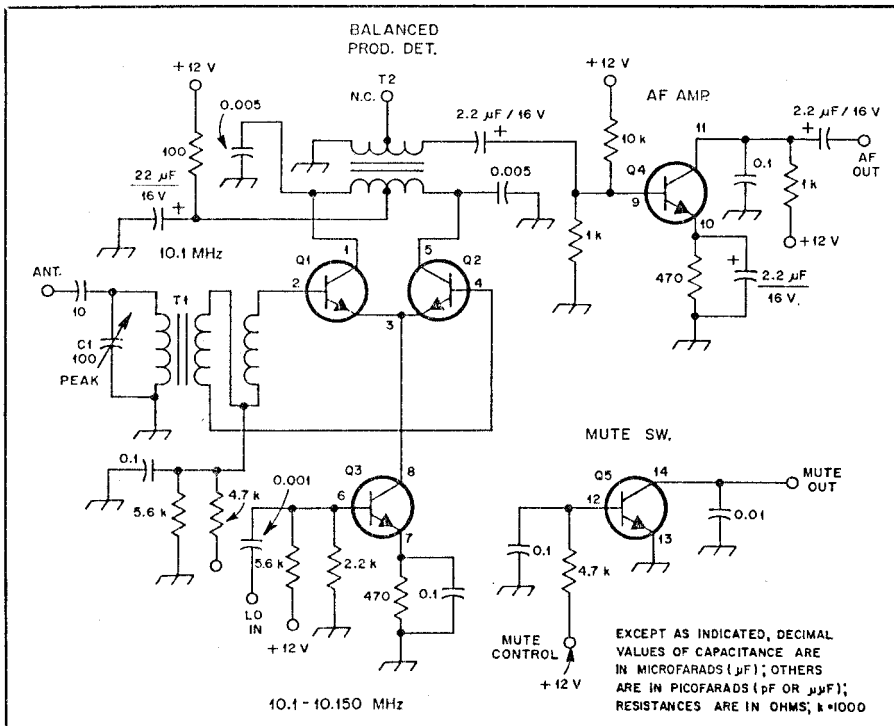 BALANCED
PROD. DET.
+12 V
0.005
T2
N.C.
2.2 µF / 16 V
+
100
22 µF
16 V
+
0.005
10.1 MHz
AF AMP.
+12 V
10 k
Q4
9
11
10
2.2 µF / 16 V
+
AF
OUT
0.1
1 k
+12 V
1 k
470
+
2.2 µF
16 V.
ANT.
10
C1
100
PEAK
T1
Q1
1
2
3
Q2
5
4
0.1
5.6 k
4.7 k
0.001
LO
IN
5.6 k
+12 V
2.2 k
Q3
6
8
7
470
0.1
10.1 - 10.150 MHz
MUTE SW.
Q5
12
14
13
MUTE
OUT
0.01
0.1
4.7 k
MUTE
CONTROL
+12 V
EXCEPT AS INDICATED, DECIMAL
VALUES OF CAPACITANCE ARE
IN MICROFARADS (µF); OTHERS
ARE IN PICOFARADS (pF OR µµF);
RESISTANCES ARE IN OHMS; k=1000